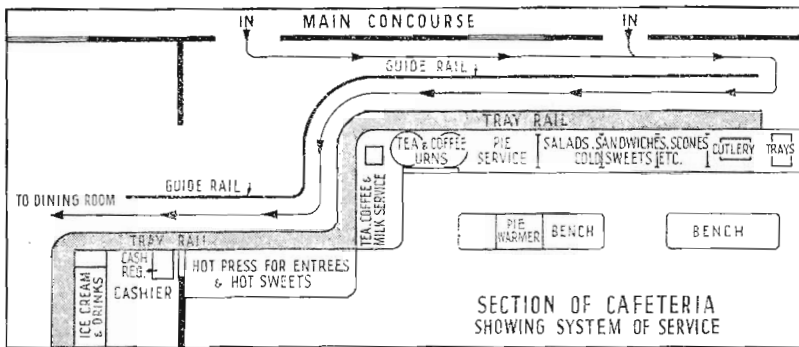 IN MAIN CONCOURSE IN
GUIDE RAIL
TRAY RAIL
TEA & COFFEE URNS
PIE SERVICE
SALADS, SANDWICHES, SCONES
COLD SWEETS ETC.
CUTLERY
TRAYS
TEA, COFFEE & MILK SERVICE
GUIDE RAIL
TO DINING ROOM
TRAY RAIL
PIE WARMER
BENCH
BENCH
CASH REG.
CASHIER
HOT PRESS FOR ENTREES
& HOT SWEETS
ICE CREAM & DRINKS
SECTION OF CAFETERIA
SHOWING SYSTEM OF SERVICE